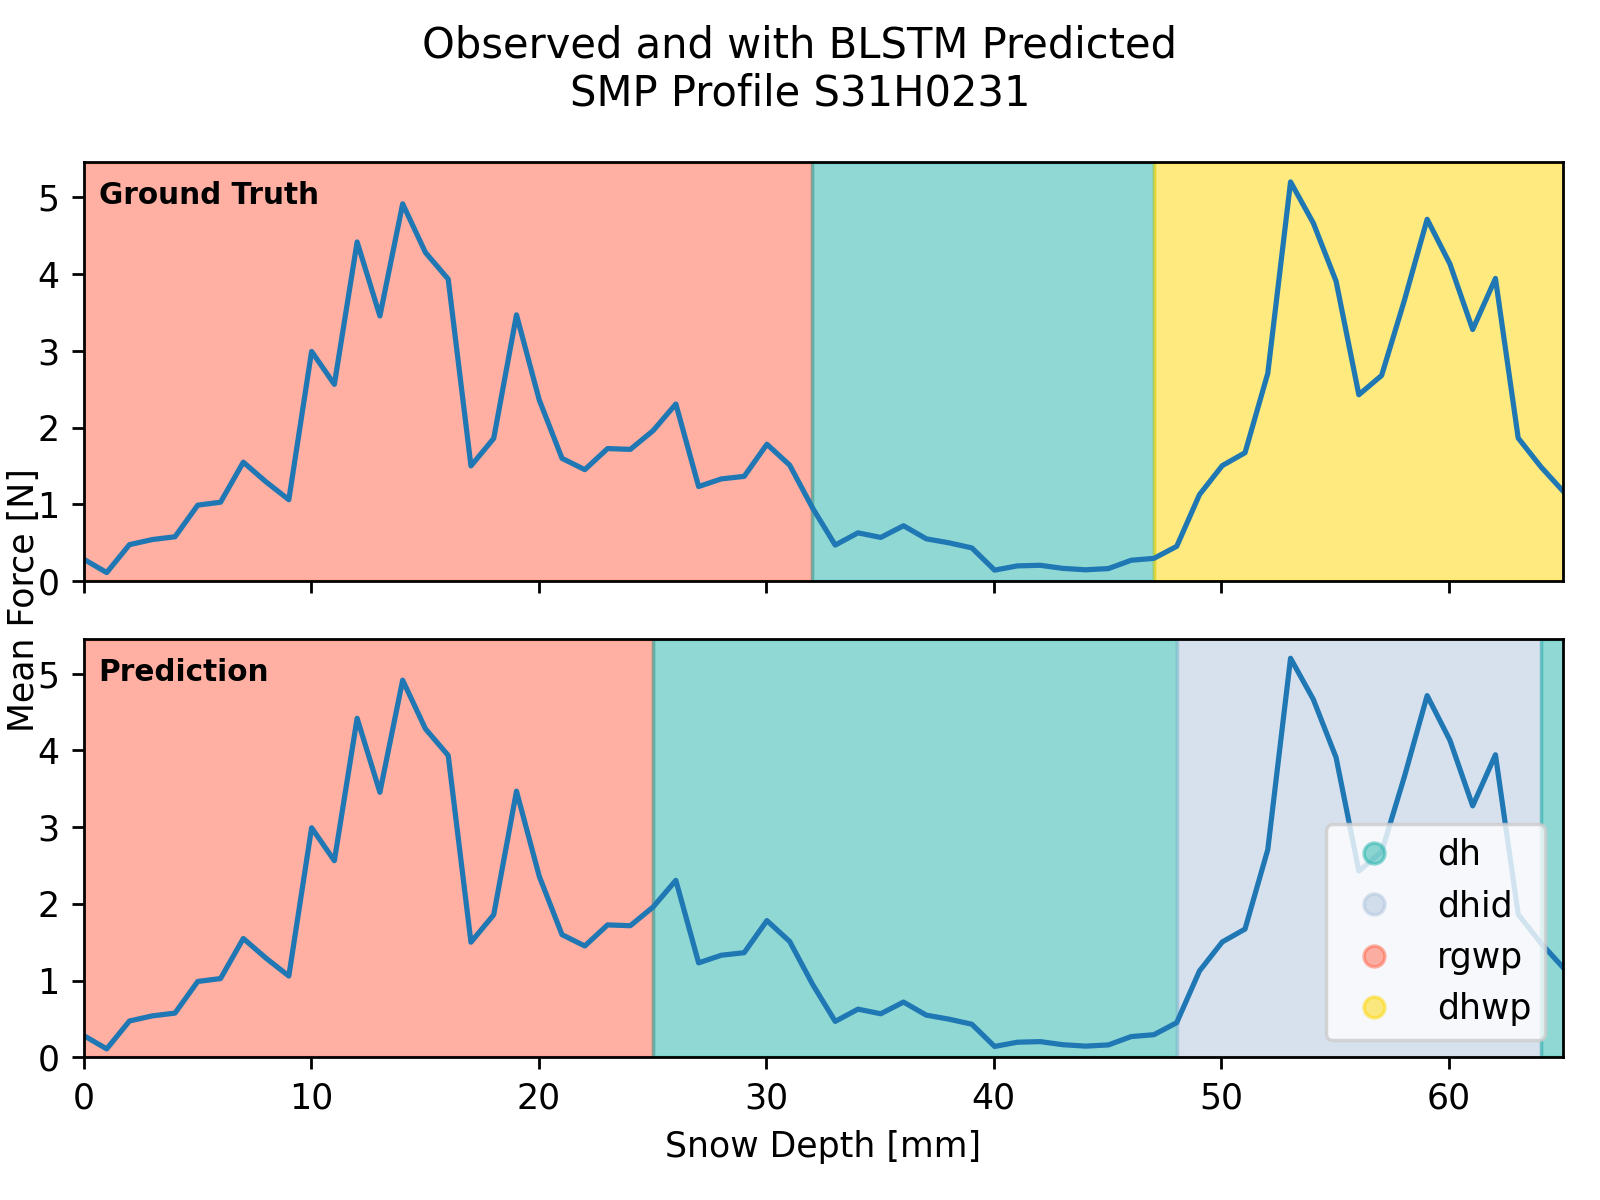 Observed and with BLSTM Predicted
SMP Profile S31H0231
Mean Force [N]
Ground Truth
5
4
3
2
1
0
Prediction
5
4
3
2
1
0
dh
dhid
rgwp
dhwp
0 10 20 30 40 50 60
Snow Depth [mm]